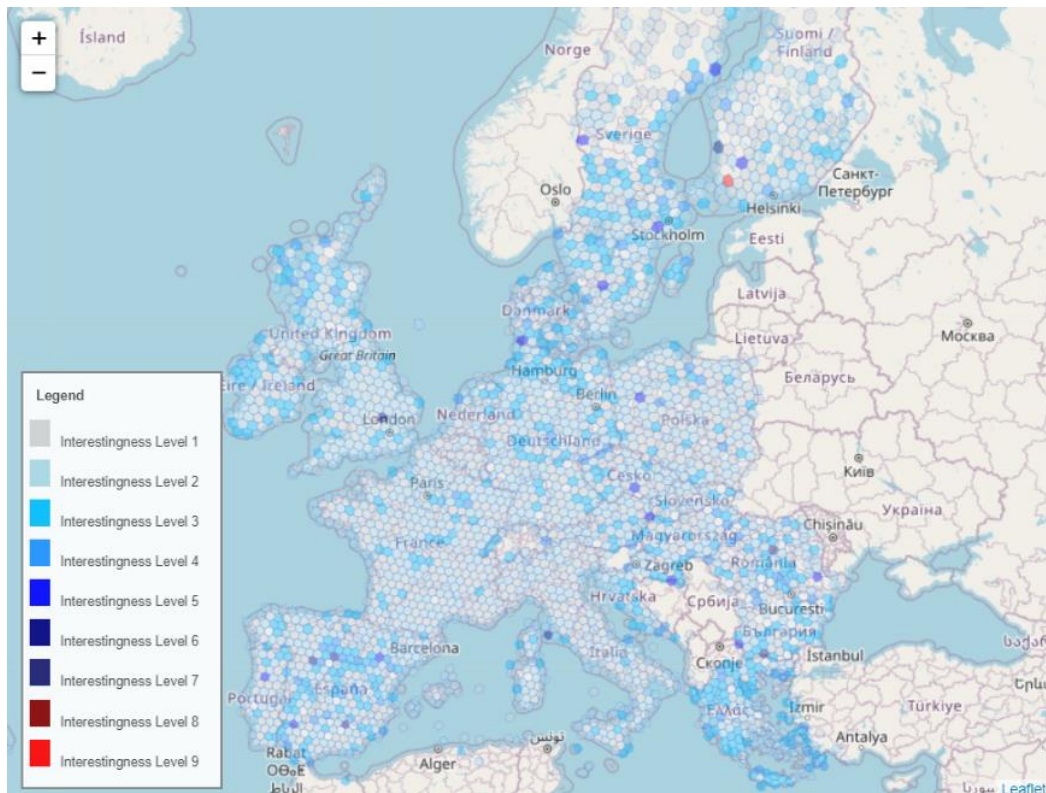 +
−
Ísland
Norge
Suomi /
Finland
Sverige
Oslo
Санкт-
Петербург
Helsinki
Stockholm
Eesti
Latvija
Danmark
Москва
United Kingdom
Lietuva
Great Britain
Беларусь
Éire / Ireland
Hamburg
Berlin
London
Nederland
Polska
Deutschland
Київ
Paris
Česko
Slovensko
Україна
Chișinău
France
Magyarország
România
Zagreb
Hrvatska
Србија
București
България
Barcelona
Italia
Скопје
İstanbul
Portugal
España
Ελλάς
İzmir
Türkiye
تونس
Antalya
Rabat
الرباط
Alger
Legend
Interestingness Level 1
Interestingness Level 2
Interestingness Level 3
Interestingness Level 4
Interestingness Level 5
Interestingness Level 6
Interestingness Level 7
Interestingness Level 8
Interestingness Level 9
Leaflet